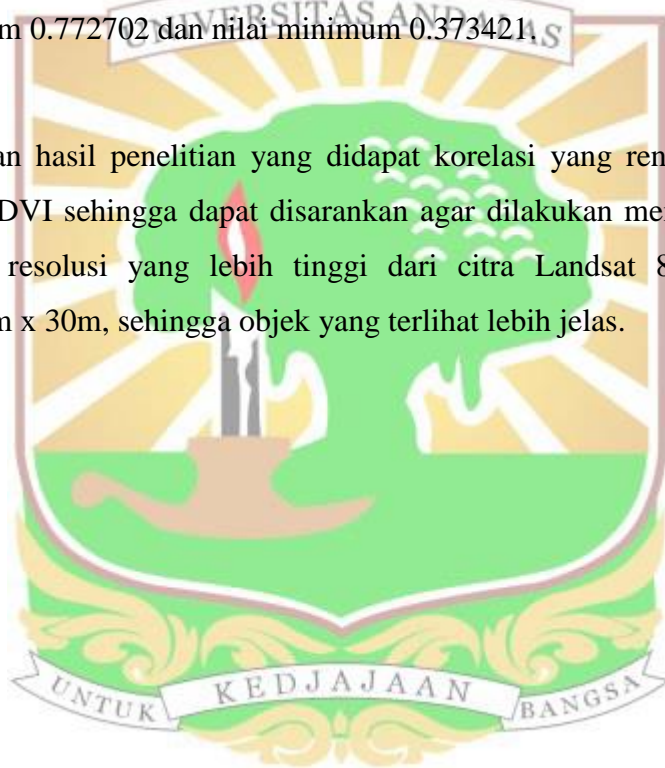 m 0.772702 dan nilai minimum 0.373421.
UNIVERSITAS ANDALAS
an hasil penelitian yang didapat korelasi yang ren
DVI sehingga dapat disarankan agar dilakukan me
resolusi yang lebih tinggi dari citra Landsat 8
m x 30m, sehingga objek yang terlihat lebih jelas.
UNTUK KEDJAJAAN BANGSA